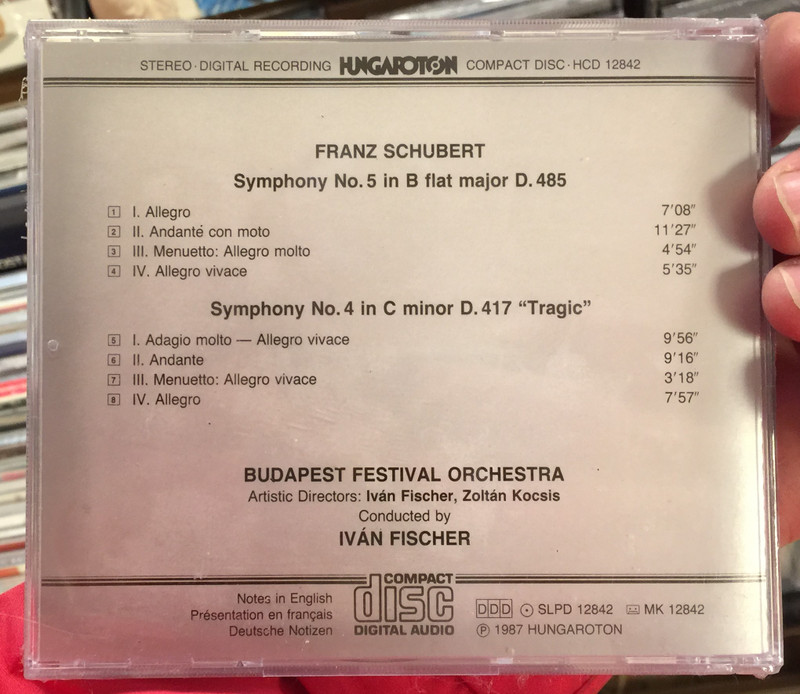 STEREO · DIGITAL RECORDING HUNGAROTON COMPACT DISC · HCD 12842
FRANZ SCHUBERT
Symphony No. 5 in B flat major D. 485
1 I. Allegro 7′08″
2 II. Andante con moto 11′27″
3 III. Menuetto: Allegro molto 4′54″
4 IV. Allegro vivace 5′35″
Symphony No. 4 in C minor D. 417 “Tragic”
5 I. Adagio molto — Allegro vivace 9′56″
6 II. Andante 9′16″
7 III. Menuetto: Allegro vivace 3′18″
8 IV. Allegro 7′57″
BUDAPEST FESTIVAL ORCHESTRA
Artistic Directors: Iván Fischer, Zoltán Kocsis
Conducted by
IVÁN FISCHER
Notes in English
Présentation en français
Deutsche Notizen
COMPACT
disc
DIGITAL AUDIO
DDD SLPD 12842 MK 12842
℗ 1987 HUNGAROTON